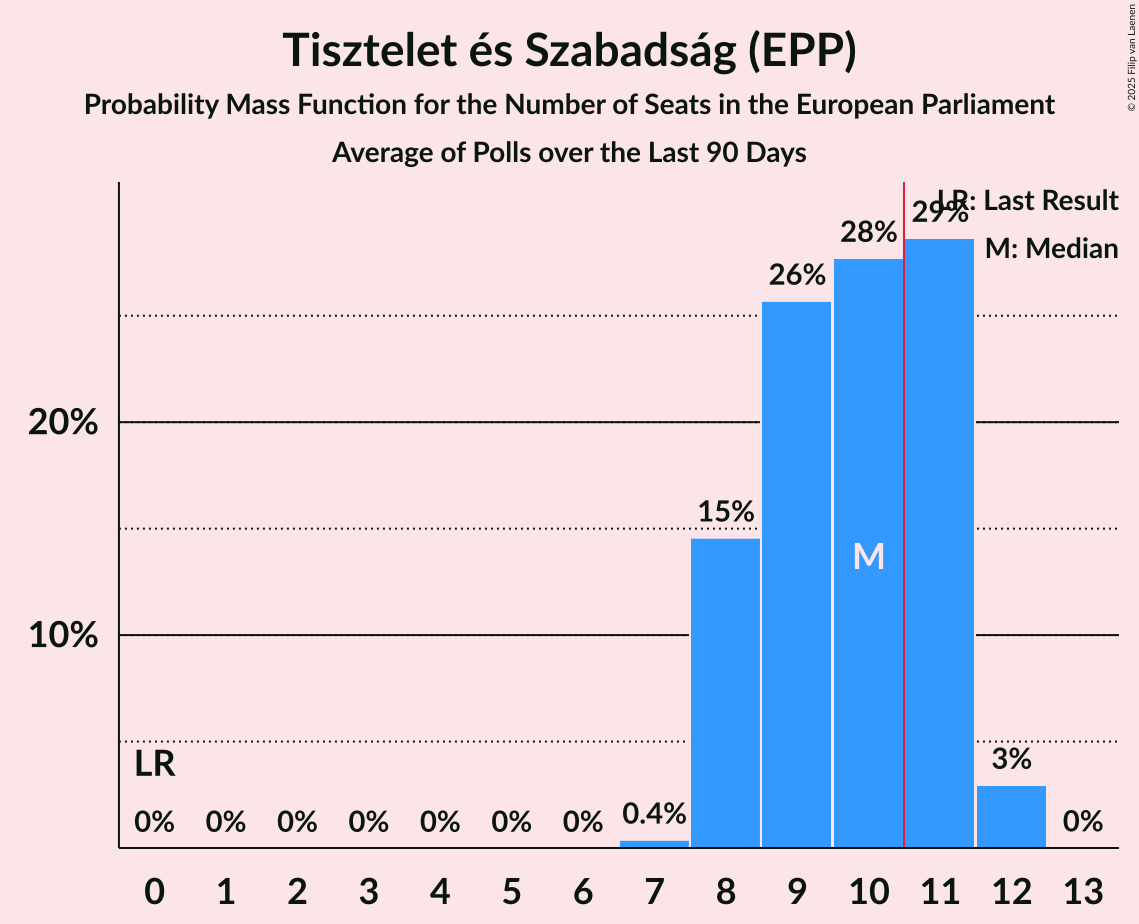 Tisztelet és Szabadság (EPP)
Probability Mass Function for the Number of Seats in the European Parliament
Average of Polls over the Last 90 Days
© 2025 Filip van Laenen
LR: Last Result
M: Median
29%
28%
26%
20%
15%
M
10%
LR
3%
0% 0% 0% 0% 0% 0% 0% 0.4% 0%
0 1 2 3 4 5 6 7 8 9 10 11 12 13